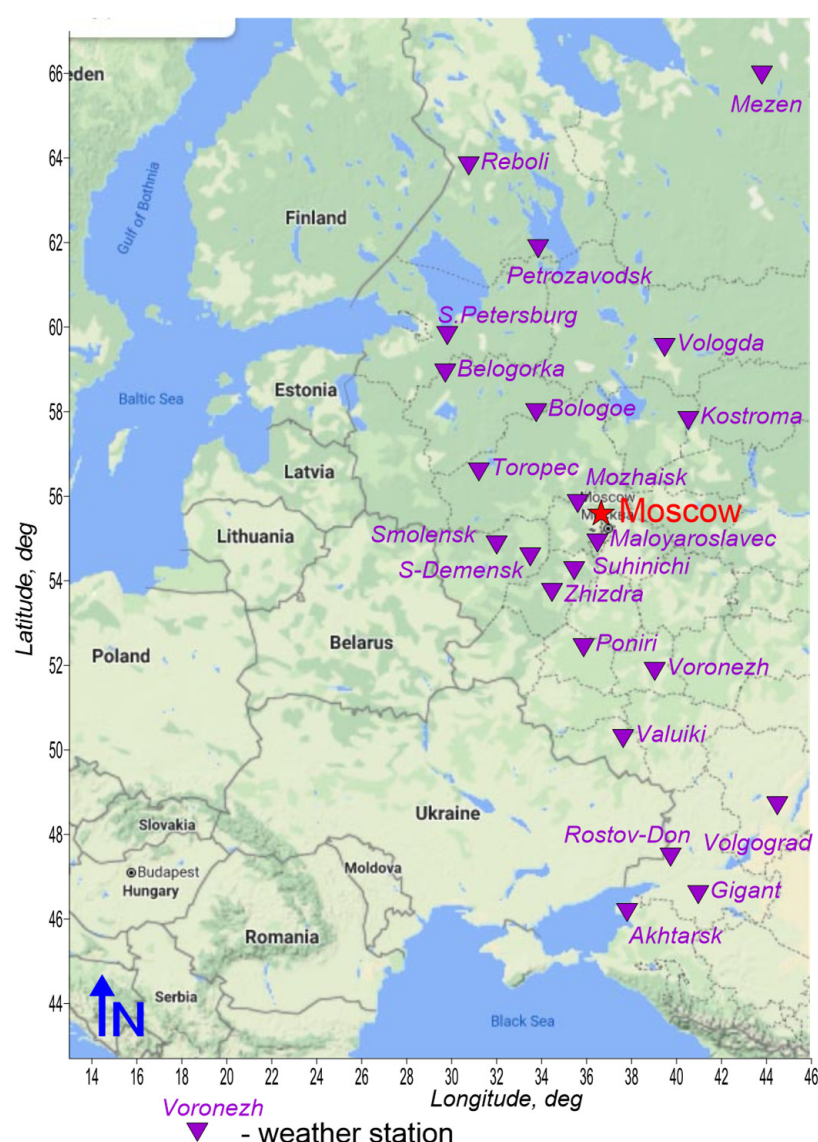 66
eden
Mezen
64
Reboli
Gulf of Bothnia
Finland
62
Petrozavodsk
S.Petersburg
60
Vologda
Belogorka
Estonia
Baltic Sea
58
Bologoe
Kostroma
Latvia
Toropec
Mozhaisk
56
Moscow
Moscow
Lithuania
Smolensk
Maloyaroslavec
S-Demensk
Suhinichi
54
Zhizdra
Latitude, deg
Poland
Belarus
Poniri
52
Voronezh
50
Valuiki
Ukraine
Slovakia
48
Rostov-Don
Volgograd
Budapest
Moldova
Hungary
Gigant
46
Akhtarsk
Romania
Serbia
44
N
Black Sea
14 16 18 20 22 24 26 28 30 32 34 36 38 40 42 44 46
Longitude, deg
Voronezh
- weather station